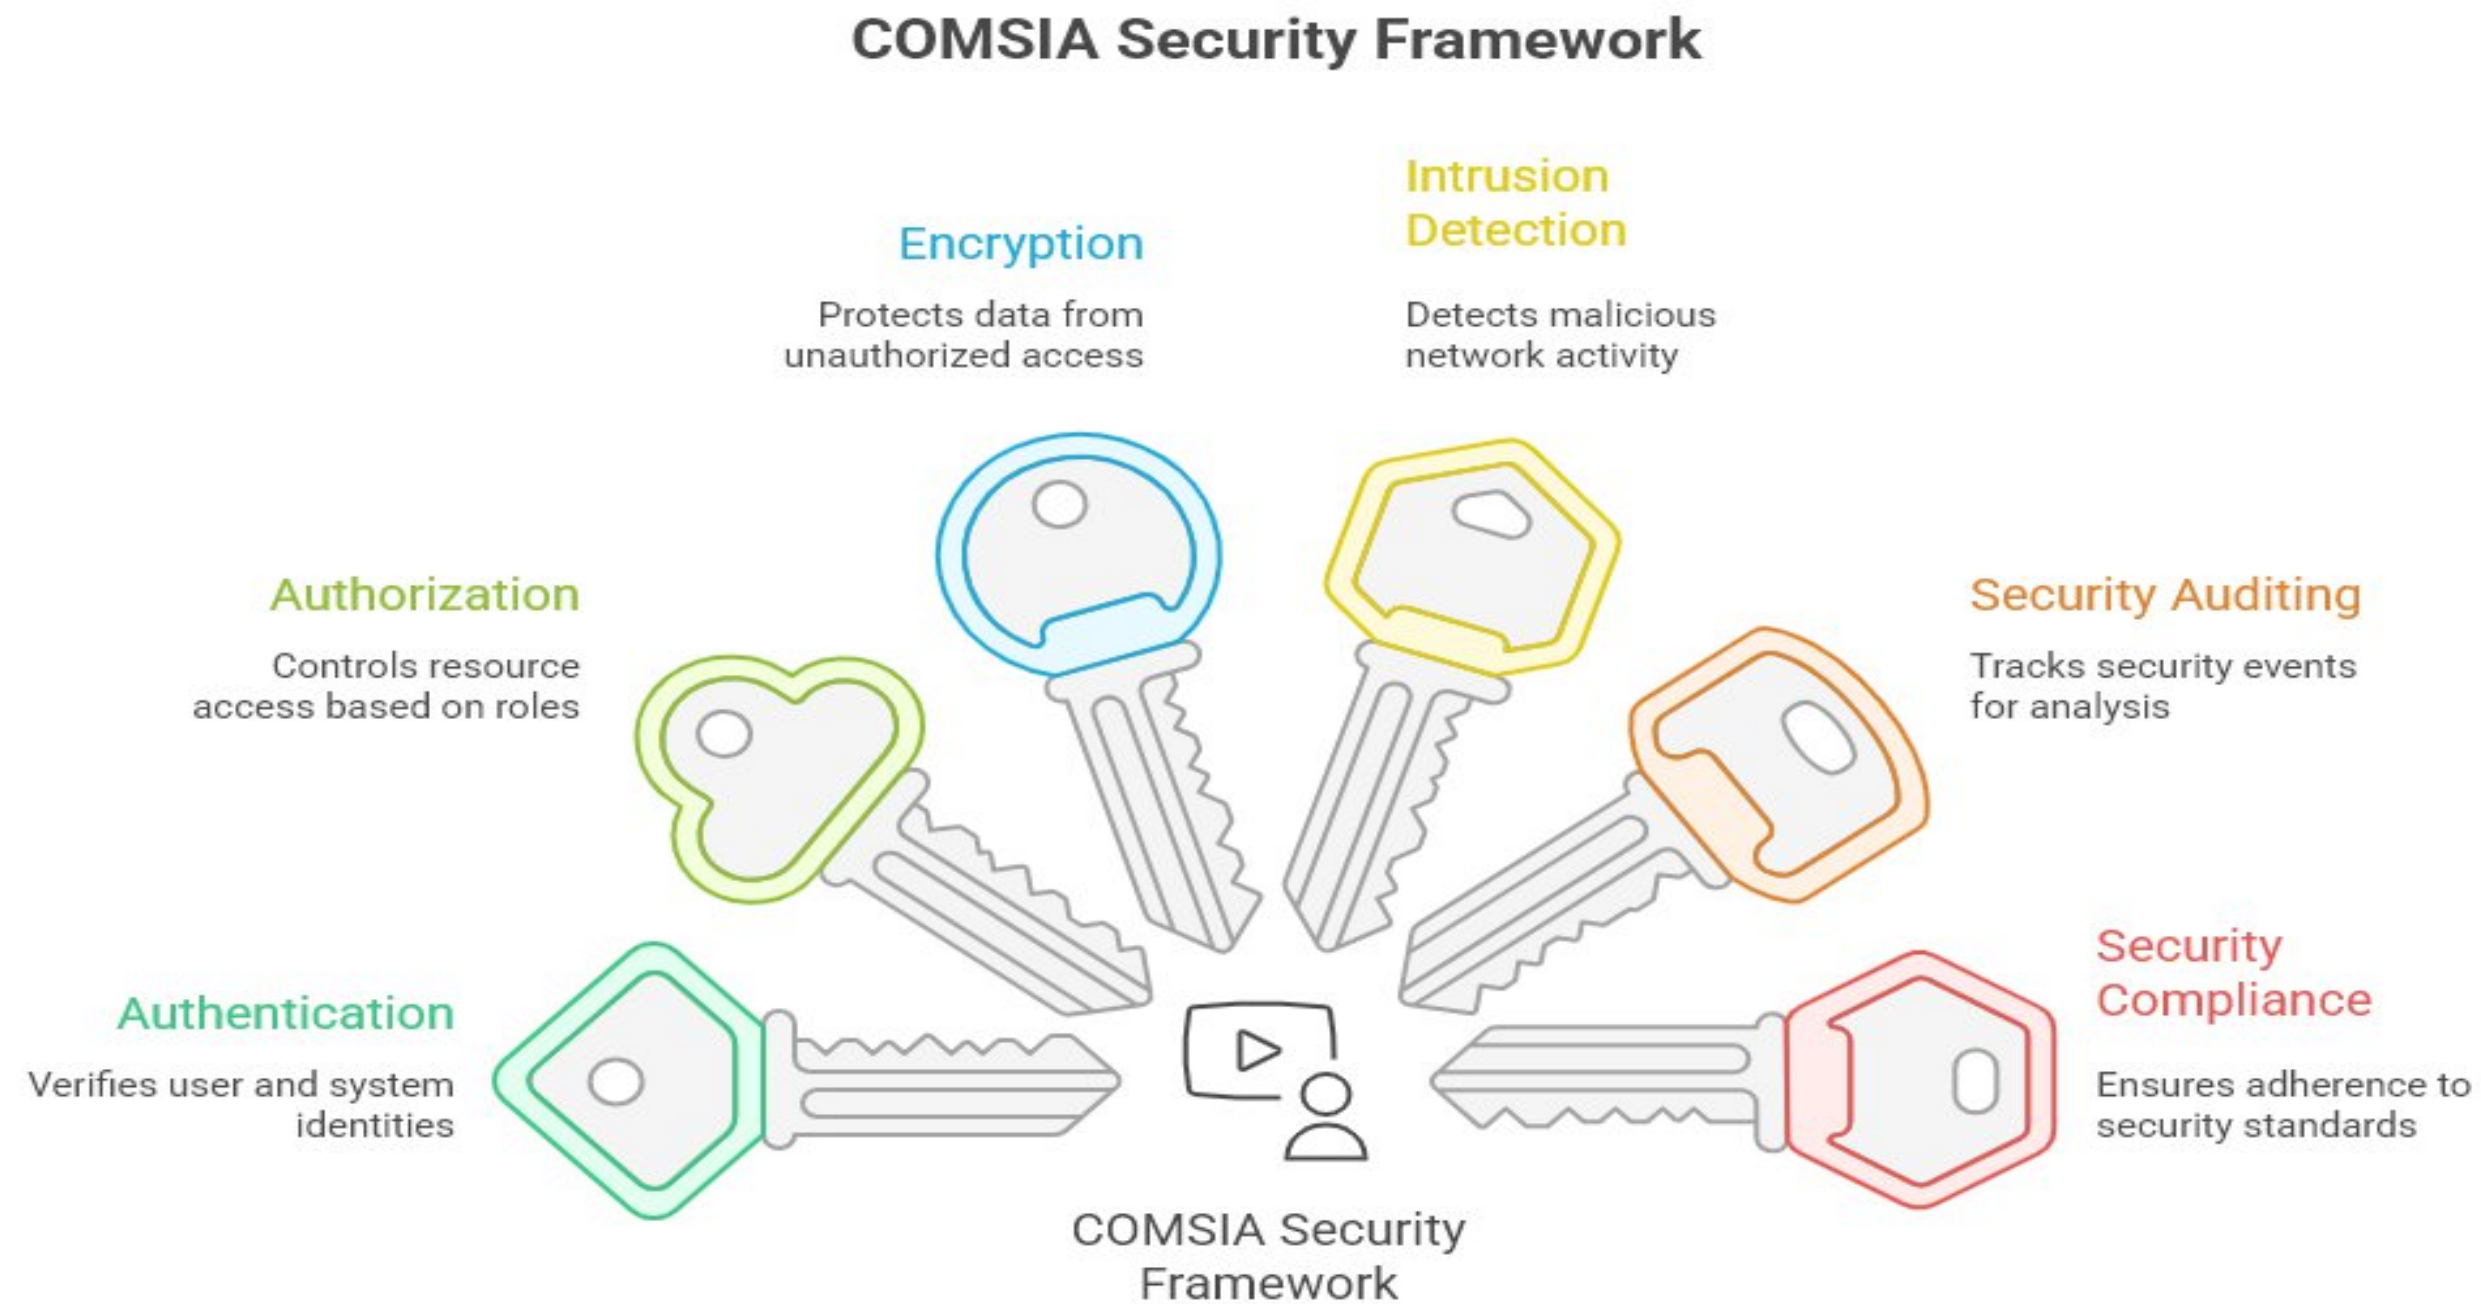 COMSIA Security Framework
Intrusion
Detection
Detects malicious
network activity
Encryption
Protects data from
unauthorized access
Authorization
Controls resource
access based on roles
Security Auditing
Tracks security events
for analysis
Authentication
Verifies user and system
identities
Security
Compliance
Ensures adherence to
security standards
COMSIA Security
Framework